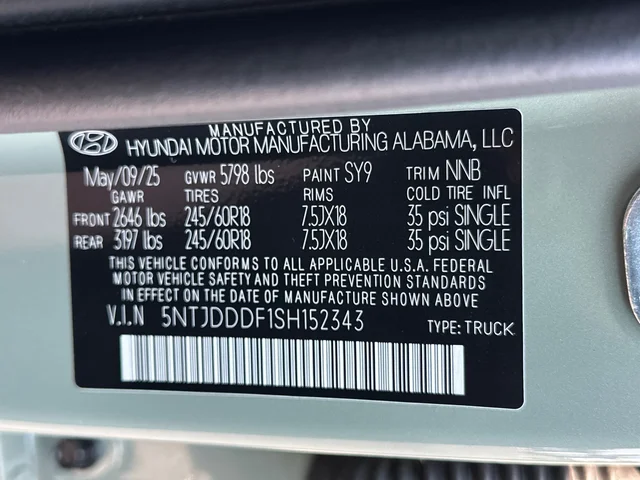 MANUFACTURED BY
HYUNDAI MOTOR MANUFACTURING ALABAMA, LLC
May/09/25 GVWR 5798 lbs PAINT SY9 TRIM NNB
GAWR TIRES RIMS COLD TIRE INFL
FRONT 2646 lbs 245/60R18 7.5JX18 35 psi SINGLE
REAR 3197 lbs 245/60R18 7.5JX18 35 psi SINGLE
THIS VEHICLE CONFORMS TO ALL APPLICABLE U.S.A. FEDERAL
MOTOR VEHICLE SAFETY AND THEFT PREVENTION STANDARDS
IN EFFECT ON THE DATE OF MANUFACTURE SHOWN ABOVE.
V.I.N 5NTJDDDF1SH152343 TYPE: TRUCK